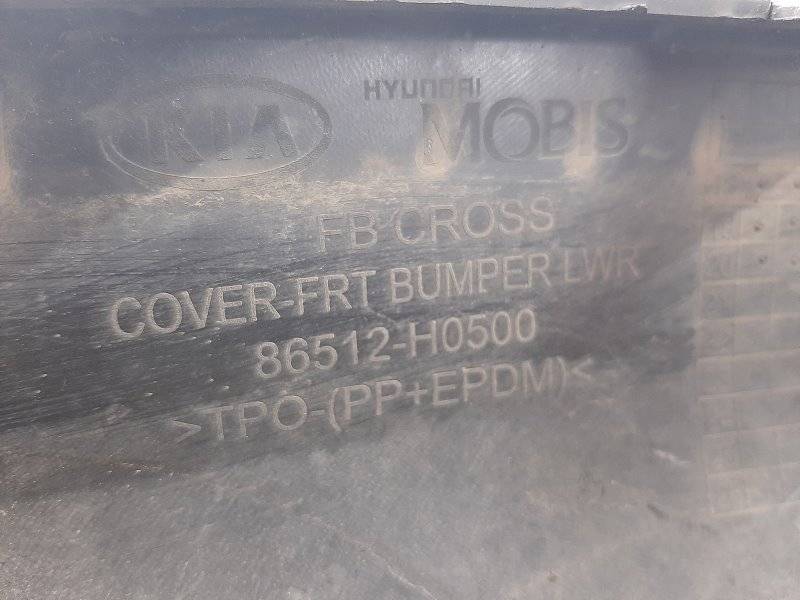 KIA HYUNDAI
MOBIS
FB CROSS
COVER-FRT BUMPER LWR
86512-H0500
>TPO-(PP+EPDM)<